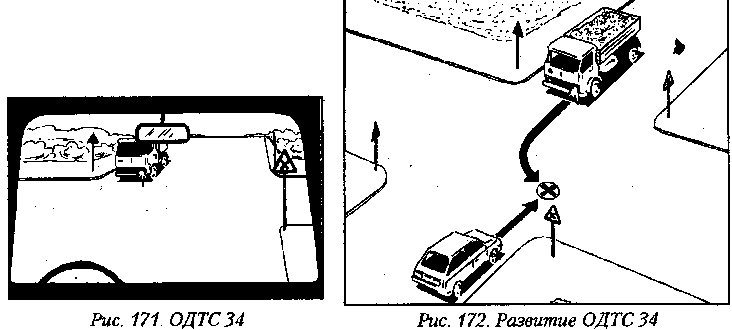 Рис. 171. ОДТС 34
Рис. 172. Развитие ОДТС 34